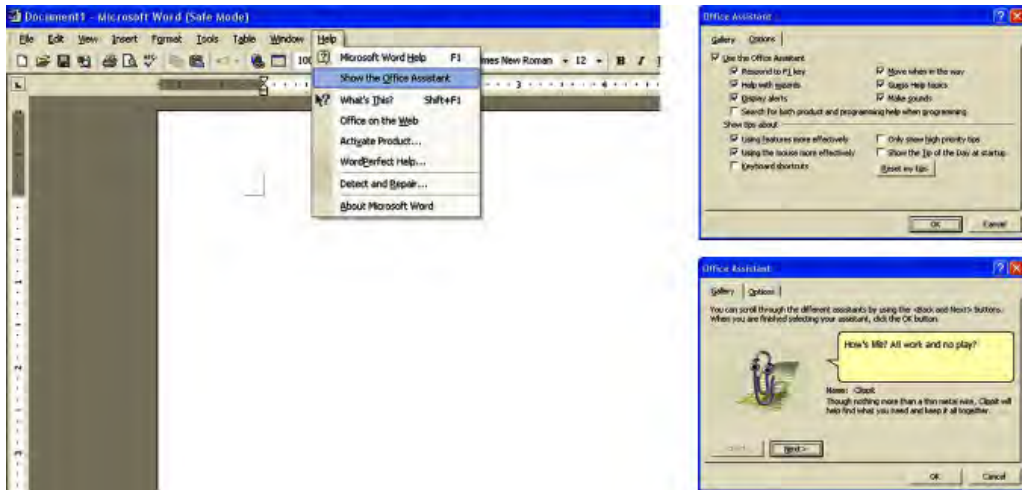 Document1 - Microsoft Word (Safe Mode)
File Edit View Insert Format Tools Table Window Help
100 mes New Roman 12 B I
Microsoft Word Help F1
Show the Office Assistant
What's This? Shift+F1
Office on the Web
Activate Product...
WordPerfect Help...
Detect and Repair...
About Microsoft Word
Office Assistant
Gallery Options
Use the Office Assistant
Respond to F1 key Move when in the way
Help with wizards Guess Help topics
Display alerts Make sounds
Search for both product and programming help when programming
Show tips about
Using features more effectively Only show high priority tips
Using the mouse more effectively Show the Tip of the Day at startup
Keyboard shortcuts Reset my tips
OK Cancel
Office Assistant
Gallery Options
You can scroll through the different assistants by using the <Back and Next> buttons.
When you are finished selecting your assistant, click the OK button.
How's life? All work and no play?
Name: Clippit
Though nothing more than a thin metal wire, Clippit will
help find what you need and keep it all together.
<Back Next>
OK Cancel